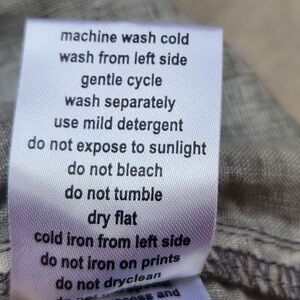 machine wash cold
wash from left side
gentle cycle
wash separately
use mild detergent
do not expose to sunlight
do not bleach
do not tumble
dry flat
cold iron from left side
do not iron on prints
do not dryclean
and